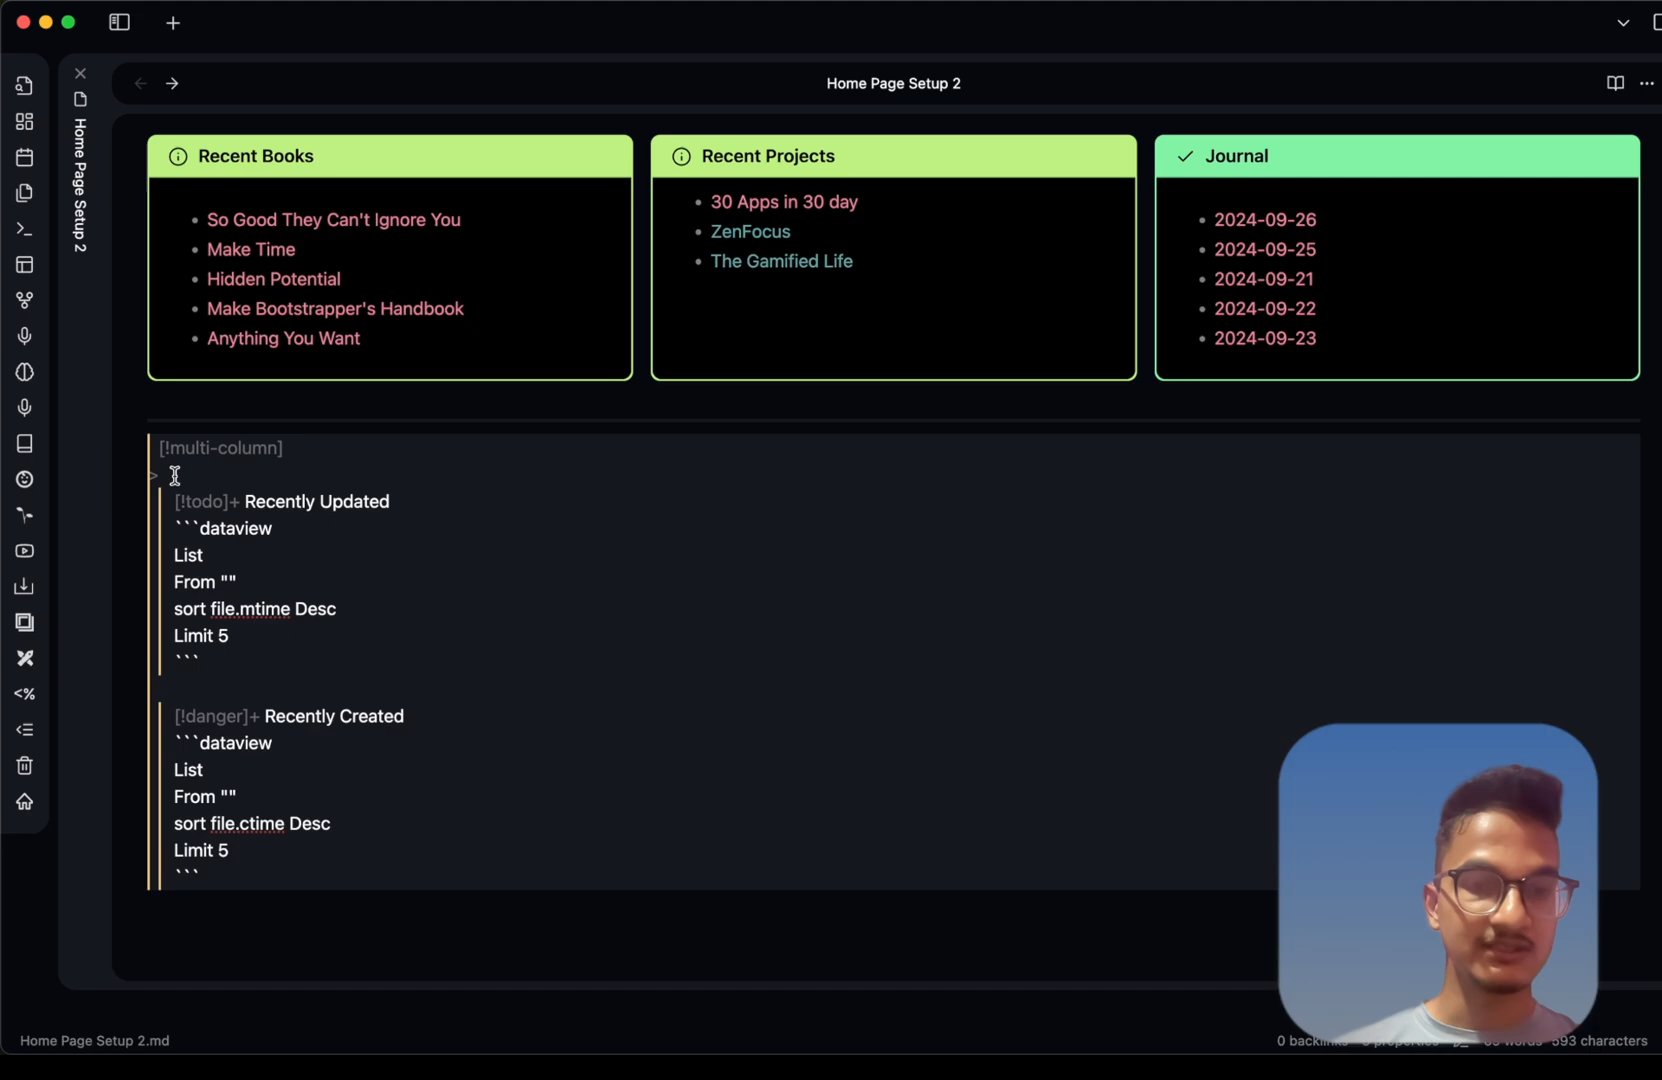 Home Page Setup 2
Home Page Setup 2
Recent Books
So Good They Can't Ignore You
Make Time
Hidden Potential
Make Bootstrapper's Handbook
Anything You Want
Recent Projects
30 Apps in 30 day
ZenFocus
The Gamified Life
Journal
2024-09-26
2024-09-25
2024-09-21
2024-09-22
2024-09-23
[!multi-column]
>
[!todo]+ Recently Updated
```dataview
List
From ""
sort file.mtime Desc
Limit 5
```
[!danger]+ Recently Created
```dataview
List
From ""
sort file.ctime Desc
Limit 5
```
<%
Home Page Setup 2.md
0 backlinks words 593 characters